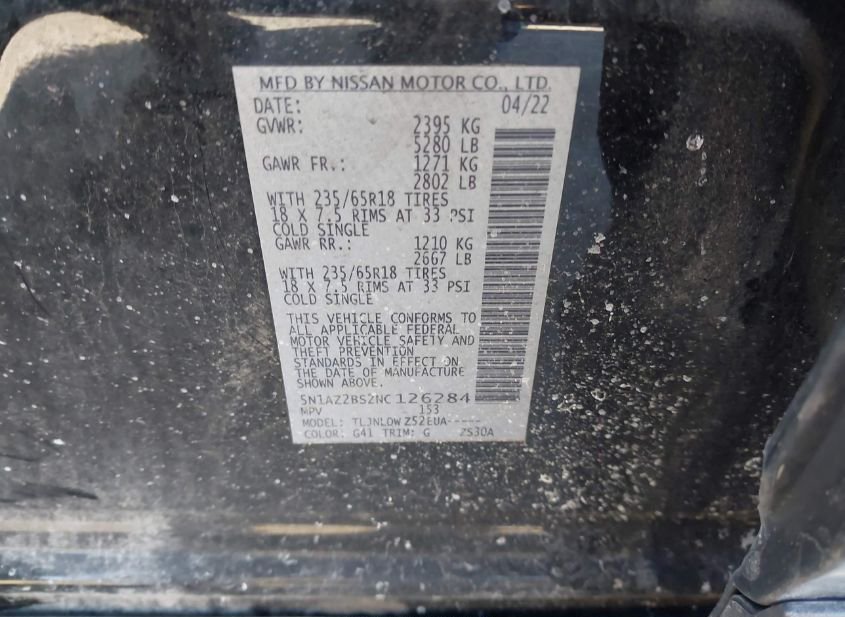 MFD BY NISSAN MOTOR CO., LTD.
DATE: 04/22
GVWR: 2395 KG
5280 LB
GAWR FR.: 1271 KG
2802 LB
WITH 235/65R18 TIRES
18 X 7.5 RIMS AT 33 PSI
COLD SINGLE
GAWR RR.: 1210 KG
2667 LB
WITH 235/65R18 TIRES
18 X 7.5 RIMS AT 33 PSI
COLD SINGLE
THIS VEHICLE CONFORMS TO
ALL APPLICABLE FEDERAL
MOTOR VEHICLE SAFETY AND
THEFT PREVENTION
STANDARDS IN EFFECT ON
THE DATE OF MANUFACTURE
SHOWN ABOVE.
5N1AZ2BS2NC126284
MPV 153
MODEL: TLJNLOW Z52EUA-----
COLOR: G41 TRIM: G ZS30A